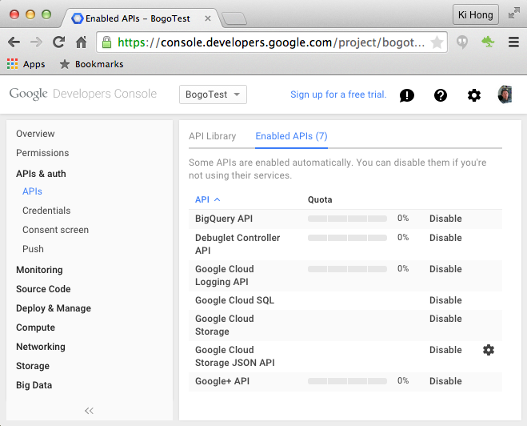 Enabled APIs – BogoTest
Ki Hong
https://console.developers.google.com/project/bogot...
Apps
Bookmarks
Google Developers Console
BogoTest
Sign up for a free trial.
Overview
Permissions
APIs & auth
APIs
Credentials
Consent screen
Push
Monitoring
Source Code
Deploy & Manage
Compute
Networking
Storage
Big Data
API Library
Enabled APIs (7)
Some APIs are enabled automatically. You can disable them if you're
not using their services.
API Quota
BigQuery API 0% Disable
Debuglet Controller 0% Disable
API
Google Cloud 0% Disable
Logging API
Google Cloud SQL Disable
Google Cloud Disable
Storage
Google Cloud Disable
Storage JSON API
Google+ API 0% Disable